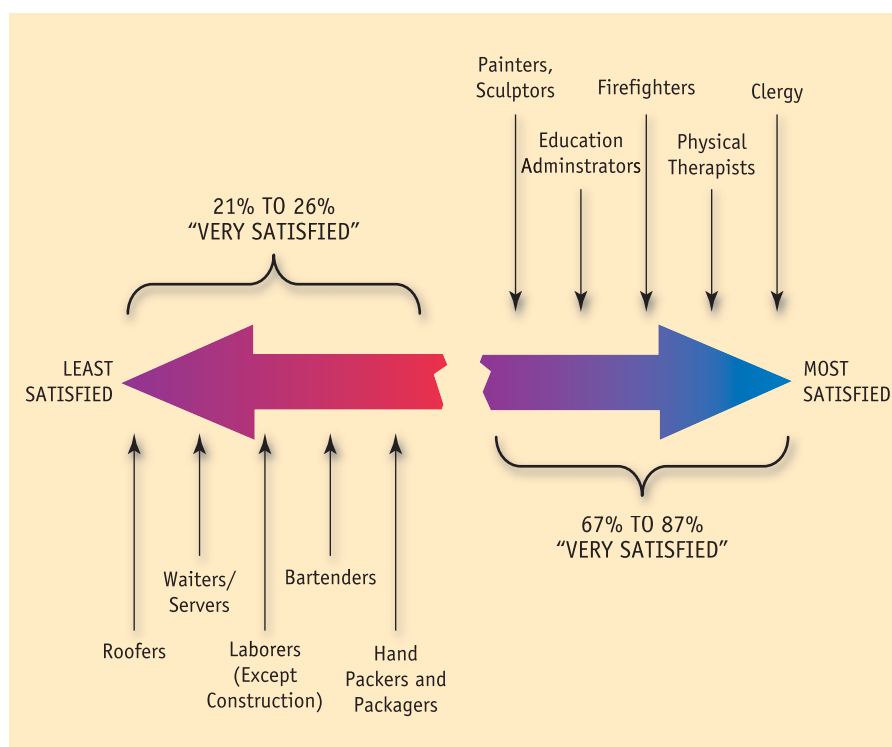 Painters,
Sculptors
Firefighters
Clergy
Education
Adminstrators
Physical
Therapists
21% TO 26%
“VERY SATISFIED”
LEAST
SATISFIED
MOST
SATISFIED
67% TO 87%
“VERY SATISFIED”
Waiters/
Servers
Bartenders
Roofers
Laborers
(Except
Construction)
Hand
Packers and
Packagers